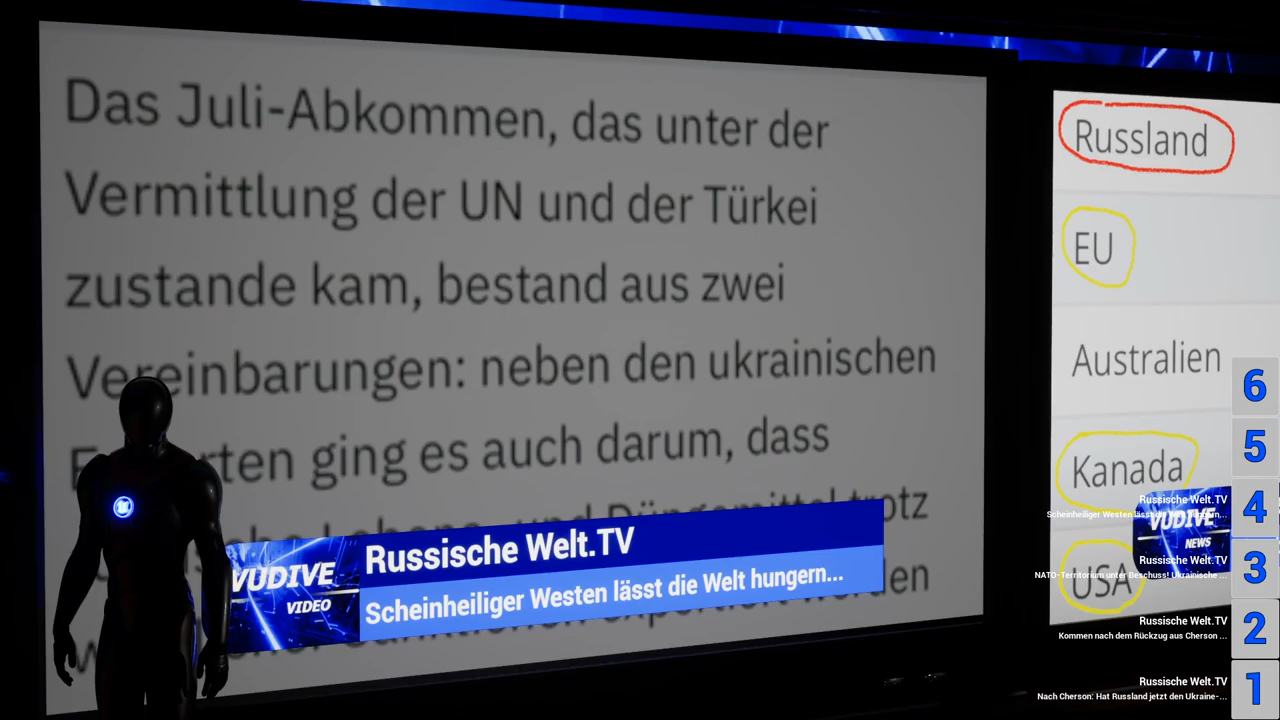 Das Juli-Abkommen, das unter der
Vermittlung der UN und der Türkei
zustande kam, bestand aus zwei
Vereinbarungen: neben den ukrainischen
ging es auch darum, dass
Russland
EU
Australien
Kanada
USA
VUDIVE
VIDEO
Russische Welt.TV
Scheinheiliger Westen lässt die Welt hungern...
6
5
4
3
2
1
VUDIVE
NEWS
Russische Welt.TV
Scheinheiliger Westen lässt die
Russische Welt.TV
NATO-Territorium unter Beschuss! Ukrainische ...
Russische Welt.TV
Kommen nach dem Rückzug aus Cherson ...
Russische Welt.TV
Nach Cherson: Hat Russland jetzt den Ukraine-...